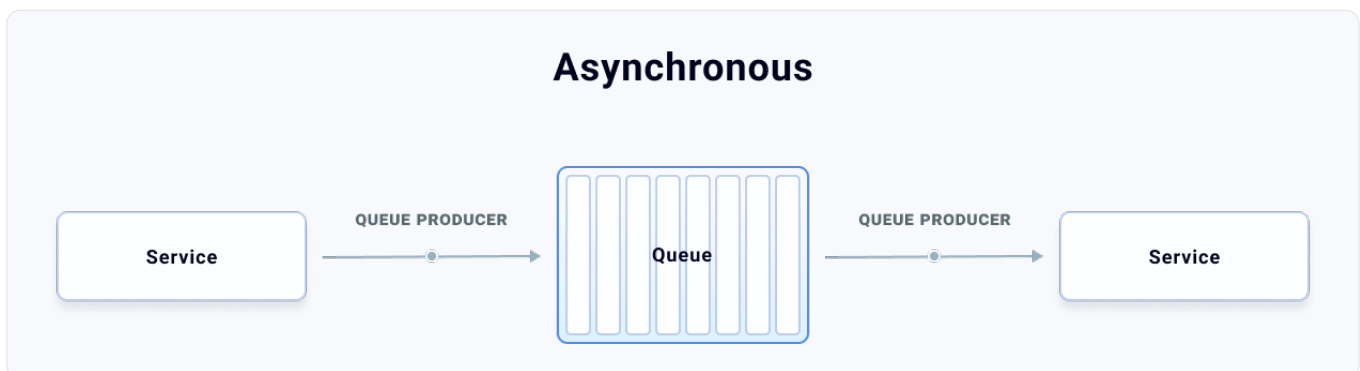 Asynchronous
QUEUE PRODUCER
QUEUE PRODUCER
Service
Queue
Service